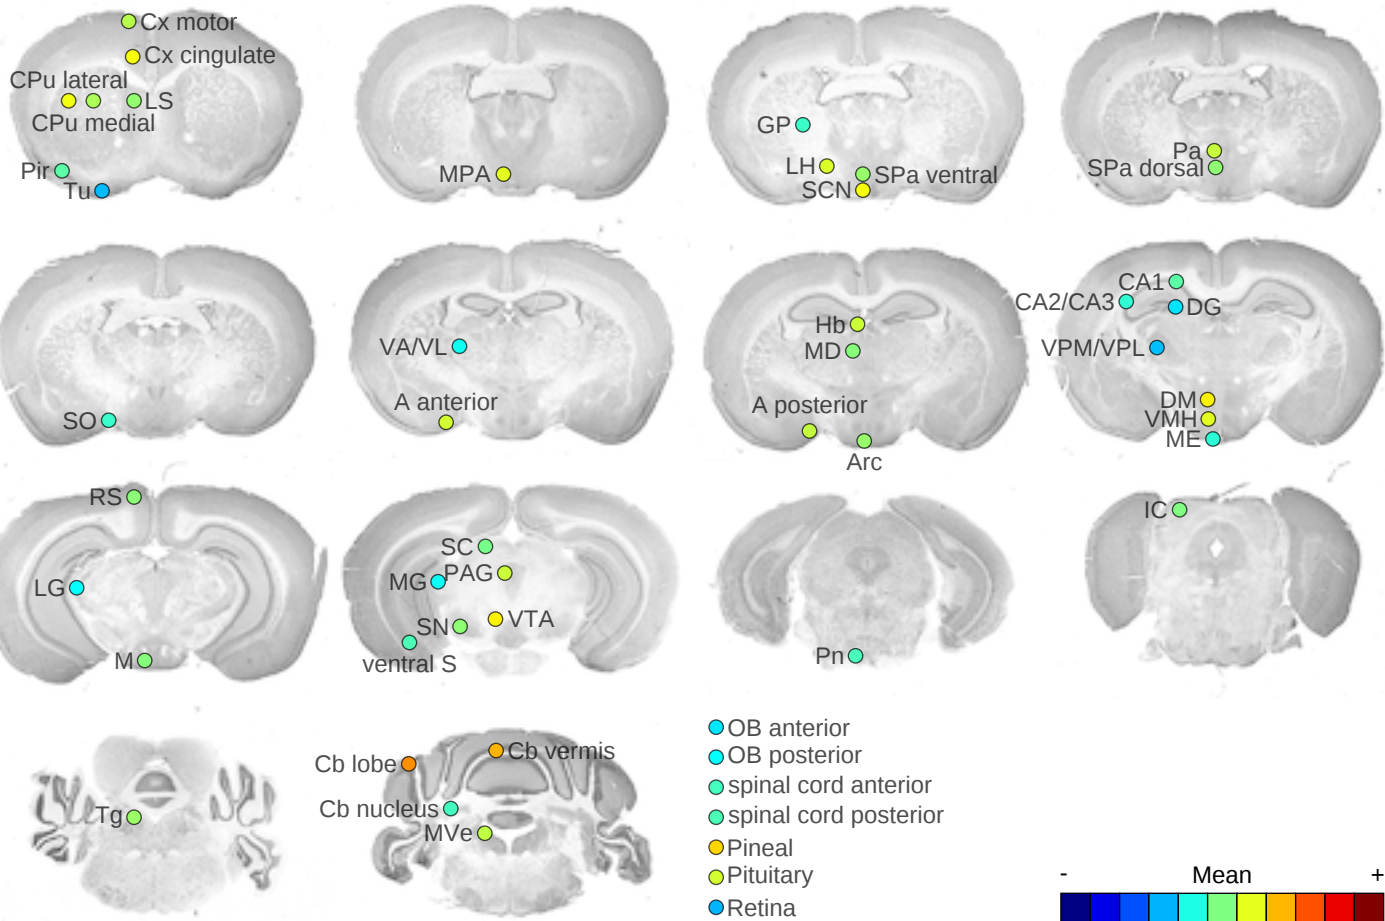 Cx motor
Cx cingulate
CPu lateral
LS
CPu medial
Pir
Tu
MPA
GP
LH
SPa ventral
SCN
Pa
SPa dorsal
SO
VA/VL
A anterior
Hb
MD
A posterior
Arc
CA1
CA2/CA3
DG
VPM/VPL
DM
VMH
ME
RS
LG
M
SC
MG
PAG
VTA
SN
ventral S
Pn
IC
Tg
Cb lobe
Cb vermis
Cb nucleus
MVe
OB anterior
OB posterior
spinal cord anterior
spinal cord posterior
Pineal
Pituitary
Retina
- Mean +